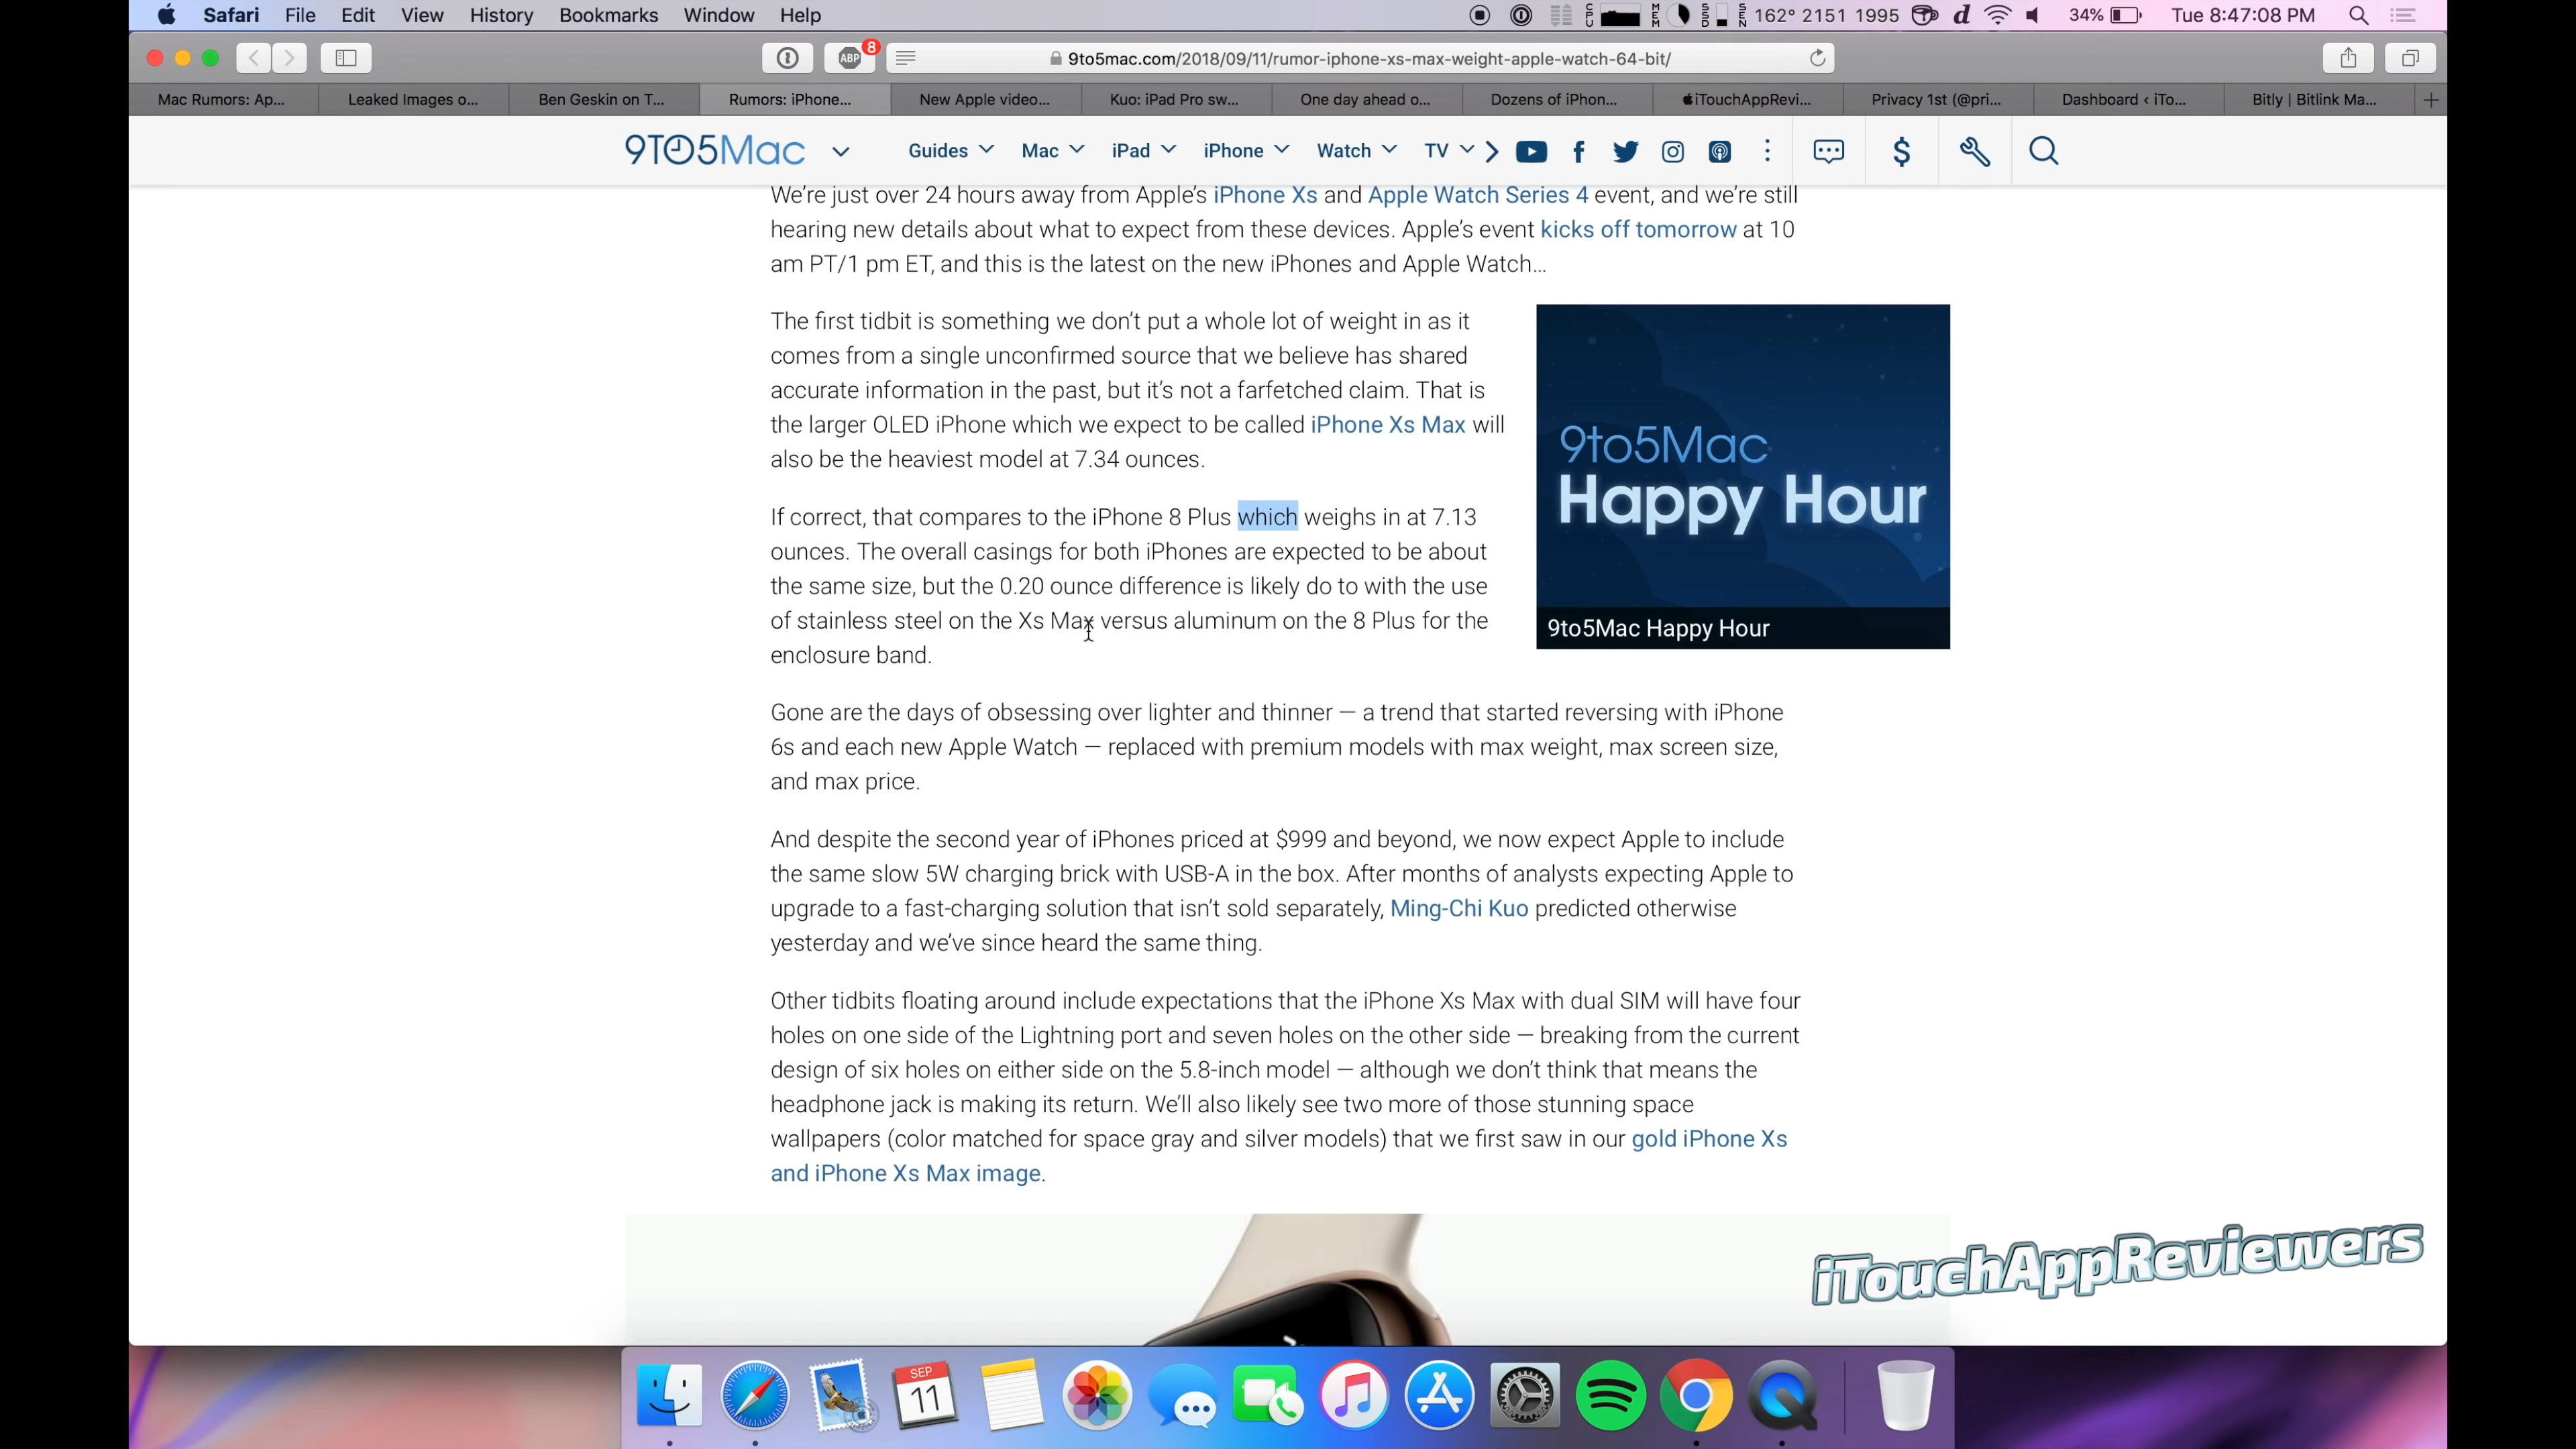 Safari File Edit View History Bookmarks Window Help
CPU MEM SSD SEN 162° 2151 1995 34% Tue 8:47:08 PM
ABP 8 9to5mac.com/2018/09/11/rumor-iphone-xs-max-weight-apple-watch-64-bit/
Mac Rumors: Ap... Leaked Images o... Ben Geskin on T... Rumors: iPhone... New Apple video... Kuo: iPad Pro sw... One day ahead o... Dozens of iPhon... iTouchAppRevi... Privacy 1st (@pri... Dashboard ‹ iTo... Bitly | Bitlink Ma...
9TO5Mac Guides Mac iPad iPhone Watch TV
We’re just over 24 hours away from Apple’s iPhone Xs and Apple Watch Series 4 event, and we’re still
hearing new details about what to expect from these devices. Apple’s event kicks off tomorrow at 10
am PT/1 pm ET, and this is the latest on the new iPhones and Apple Watch…
The first tidbit is something we don’t put a whole lot of weight in as it
comes from a single unconfirmed source that we believe has shared
accurate information in the past, but it’s not a farfetched claim. That is
the larger OLED iPhone which we expect to be called iPhone Xs Max will
also be the heaviest model at 7.34 ounces.
If correct, that compares to the iPhone 8 Plus which weighs in at 7.13
ounces. The overall casings for both iPhones are expected to be about
the same size, but the 0.20 ounce difference is likely do to with the use
of stainless steel on the Xs Max versus aluminum on the 8 Plus for the
enclosure band.
9to5Mac
Happy Hour
9to5Mac Happy Hour
Gone are the days of obsessing over lighter and thinner — a trend that started reversing with iPhone
6s and each new Apple Watch — replaced with premium models with max weight, max screen size,
and max price.
And despite the second year of iPhones priced at $999 and beyond, we now expect Apple to include
the same slow 5W charging brick with USB-A in the box. After months of analysts expecting Apple to
upgrade to a fast-charging solution that isn’t sold separately, Ming-Chi Kuo predicted otherwise
yesterday and we’ve since heard the same thing.
Other tidbits floating around include expectations that the iPhone Xs Max with dual SIM will have four
holes on one side of the Lightning port and seven holes on the other side — breaking from the current
design of six holes on either side on the 5.8-inch model — although we don’t think that means the
headphone jack is making its return. We’ll also likely see two more of those stunning space
wallpapers (color matched for space gray and silver models) that we first saw in our gold iPhone Xs
and iPhone Xs Max image.
iTouchAppReviewers
SEP
11